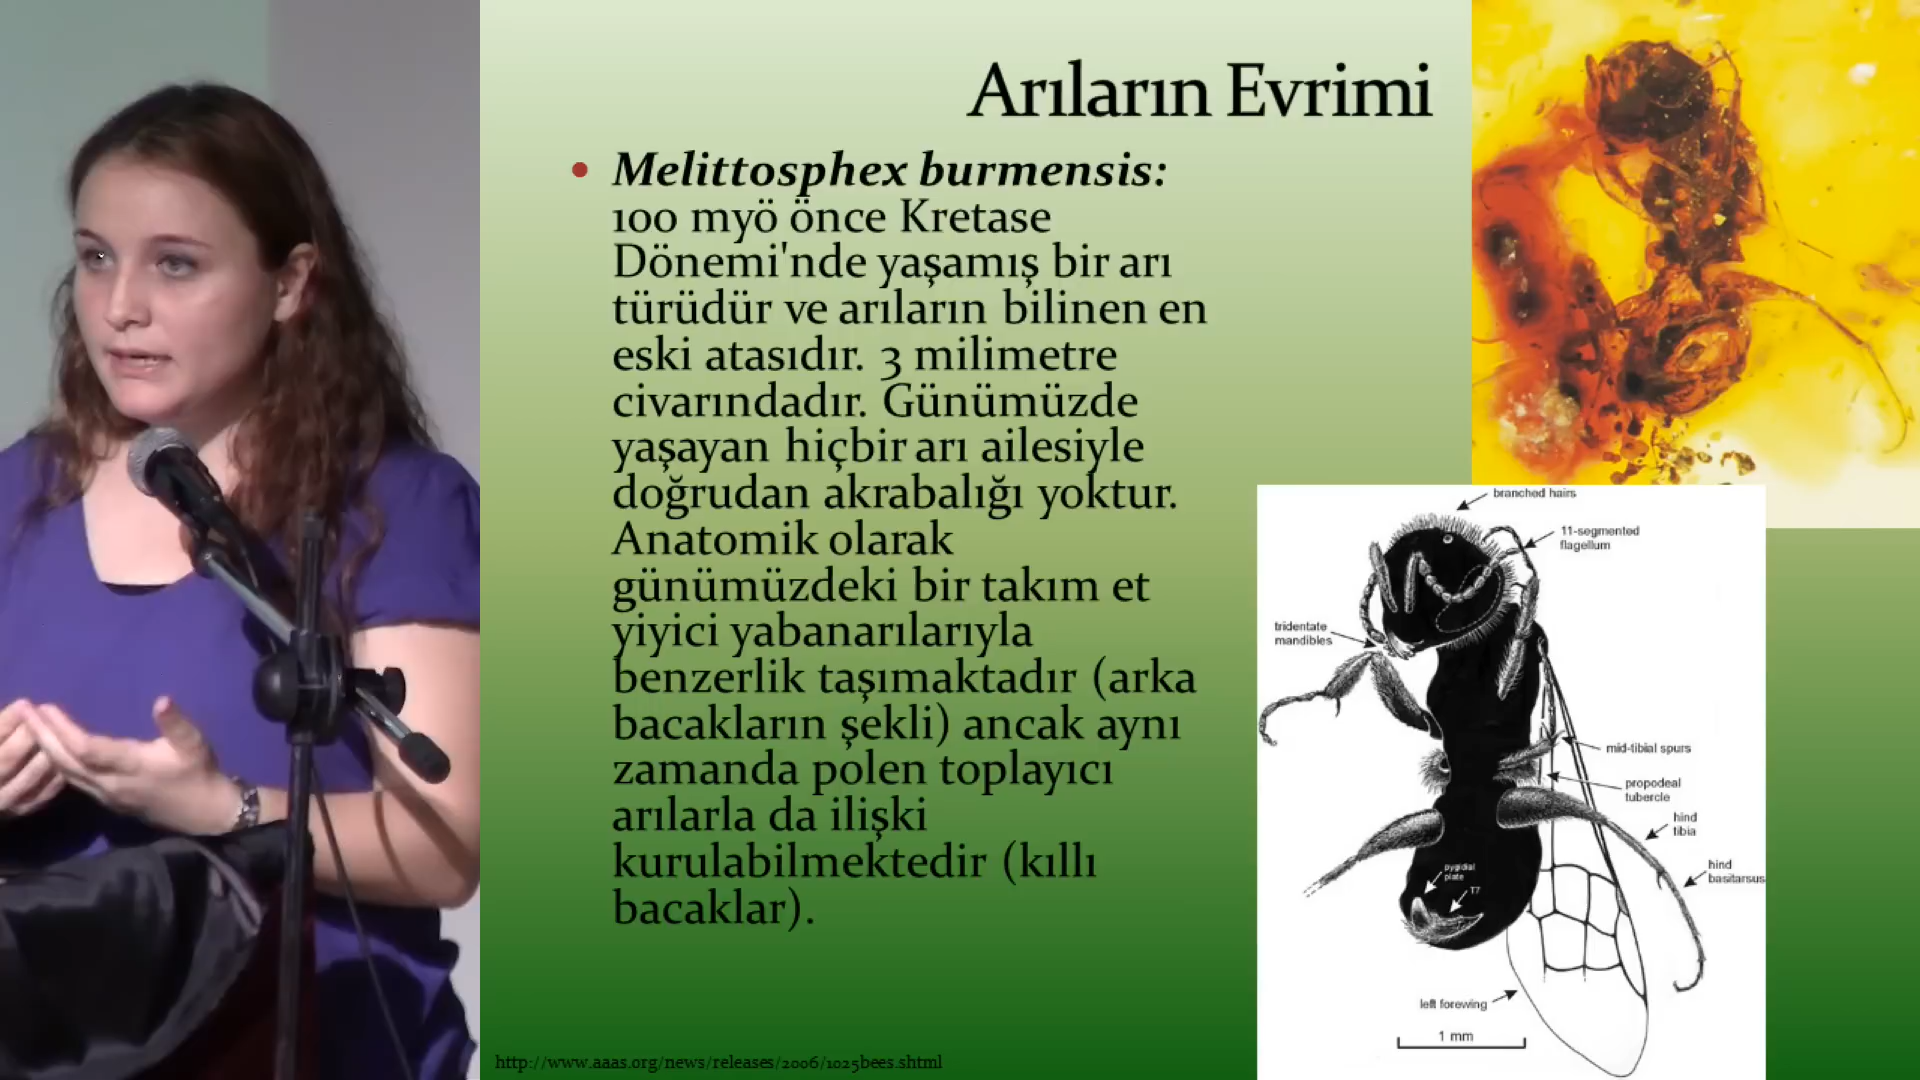 Arıların Evrimi
• Melittosphex burmensis:
100 myö önce Kretase
Dönemi'nde yaşamış bir arı
türüdür ve arıların bilinen en
eski atasıdır. 3 milimetre
civarındadır. Günümüzde
yaşayan hiçbir arı ailesiyle
doğrudan akrabalığı yoktur.
Anatomik olarak
günümüzdeki bir takım et
yiyici yabanarılarıyla
benzerlik taşımaktadır (arka
bacakların şekli) ancak aynı
zamanda polen toplayıcı
arılarla da ilişki
kurulabilmektedir (kıllı
bacaklar).
branched hairs
11-segmented
flagellum
tridentate
mandibles
mid-tibial spurs
propodeal
tubercle
hind
tibia
hind
basitarsus
pygidial
plate
T7
left forewing
1 mm
http://www.aaas.org/news/releases/2006/1025bees.shtml